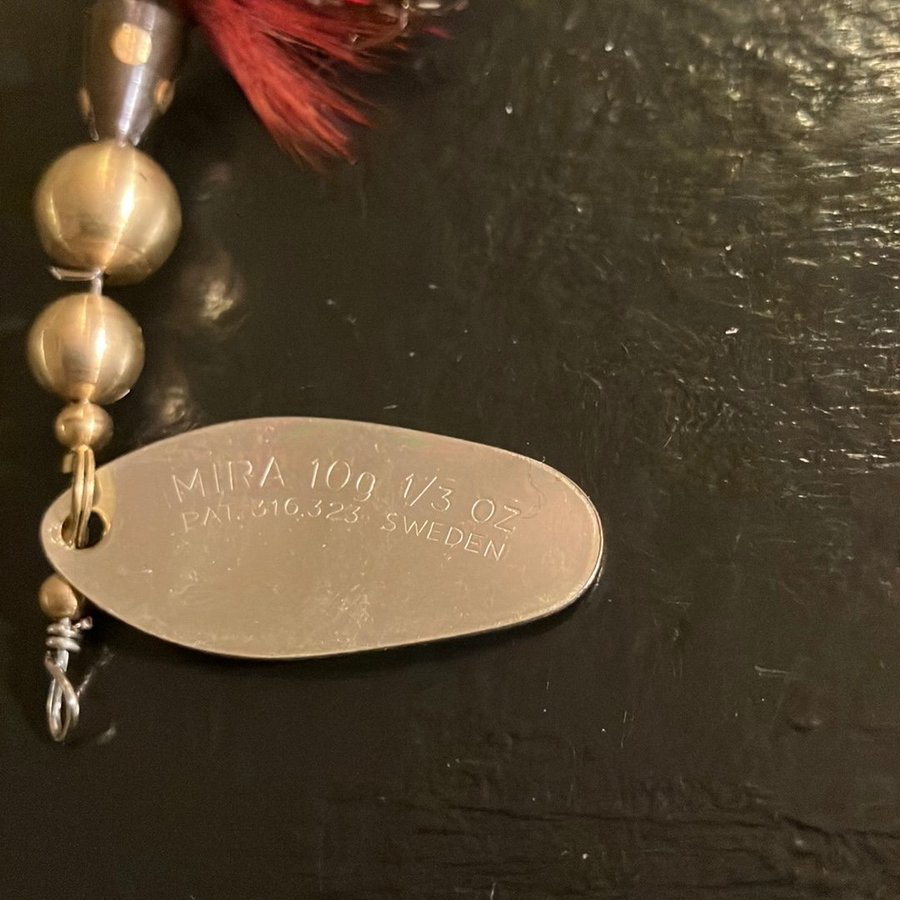 MIRA 10g 1/3 OZ
PAT. 316.323 SWEDEN